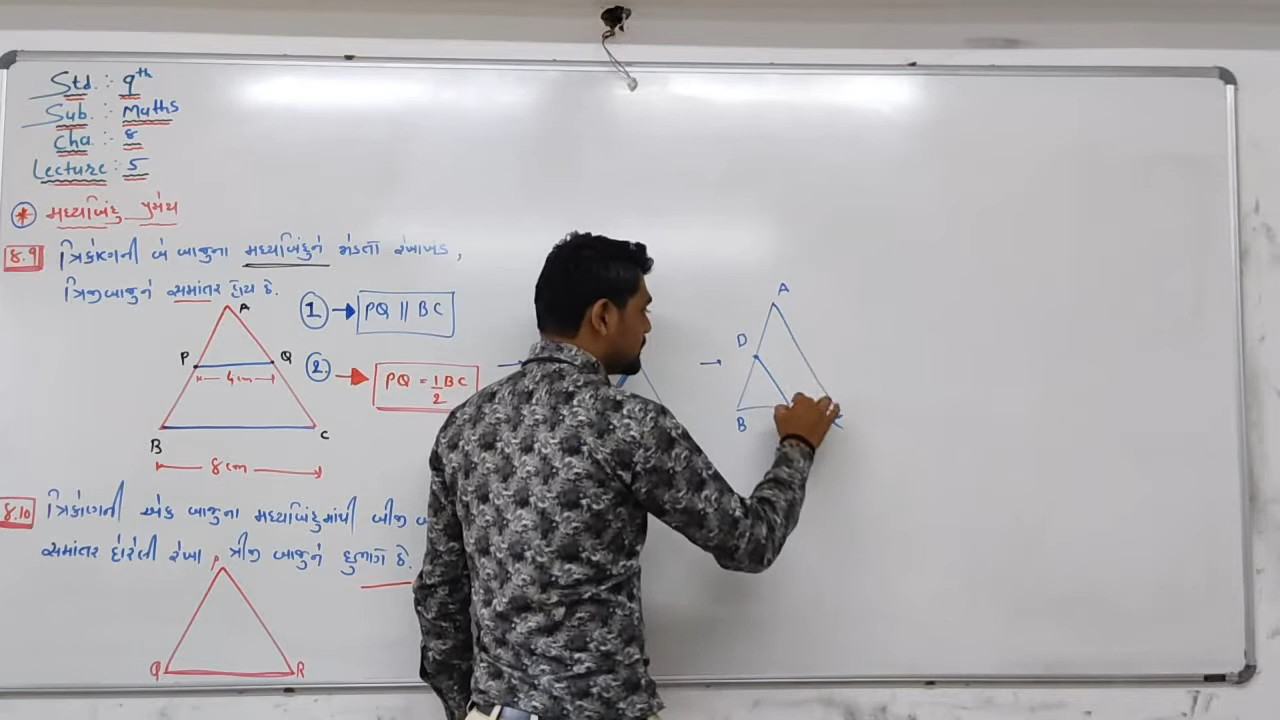 Std. : 9th
Sub. : Maths
Cha. :- 8
Lecture : 5
* મધ્યબિંદુ પ્રમેય
8.9 ત્રિકોણની બે બાજુના મધ્યબિંદુને જોડતા રેખાખંડ,
ત્રિજીબાજુને સમાંતર હોય છે.
A
P
Q
4 cm
B
C
8 cm
1 → PQ || BC
2. → PQ = 1/2 BC
→
→
A
D
B
8.10 ત્રિકોણની એક બાજુના મધ્યબિંદુમાંથી બીજી
સમાંતર દોરેલી રેખા ત્રીજી બાજુને દુભાગે છે.
P
Q
R